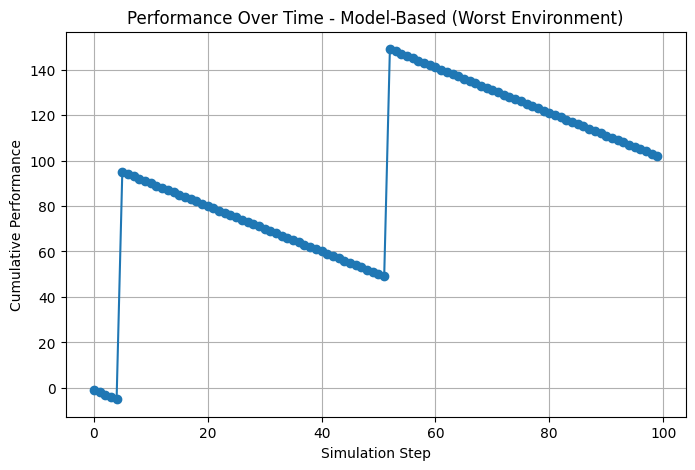 Performance Over Time - Model-Based (Worst Environment)
Cumulative Performance
140
120
100
80
60
40
20
0
0 20 40 60 80 100
Simulation Step